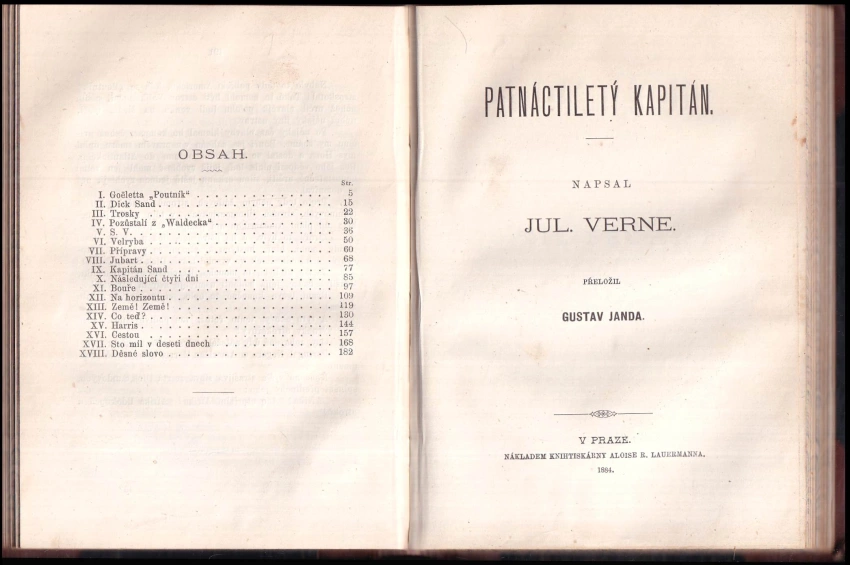 OBSAH.
Str.
I. Goëletta „Poutník“ . . . . . . . . . . . . . . . 5
II. Dick Sand . . . . . . . . . . . . . . . 15
III. Trosky . . . . . . . . . . . . . . . 22
IV. Pozůstalí z „Waldecka“ . . . . . . . . . . . . . . . 30
V. S. V. . . . . . . . . . . . . . . . 36
VI. Velryba . . . . . . . . . . . . . . . 50
VII. Přípravy . . . . . . . . . . . . . . . 60
VIII. Jubart . . . . . . . . . . . . . . . 68
IX. Kapitán Sand . . . . . . . . . . . . . . . 77
X. Následující čtyři dni . . . . . . . . . . . . . . . 85
XI. Bouře . . . . . . . . . . . . . . . 97
XII. Na horizontu . . . . . . . . . . . . . . . 109
XIII. Země! Země! . . . . . . . . . . . . . . . 119
XIV. Co teď? . . . . . . . . . . . . . . . 130
XV. Harris . . . . . . . . . . . . . . . 144
XVI. Cestou . . . . . . . . . . . . . . . 157
XVII. Sto mil v deseti dnech . . . . . . . . . . . . . . . 168
XVIII. Děsné slovo . . . . . . . . . . . . . . . 182
PATNÁCTILETÝ KAPITÁN.
NAPSAL
JUL. VERNE.
PŘELOŽIL
GUSTAV JANDA.
V PRAZE.
NÁKLADEM KNIHTISKÁRNY ALOISE R. LAUERMANNA.
1884.